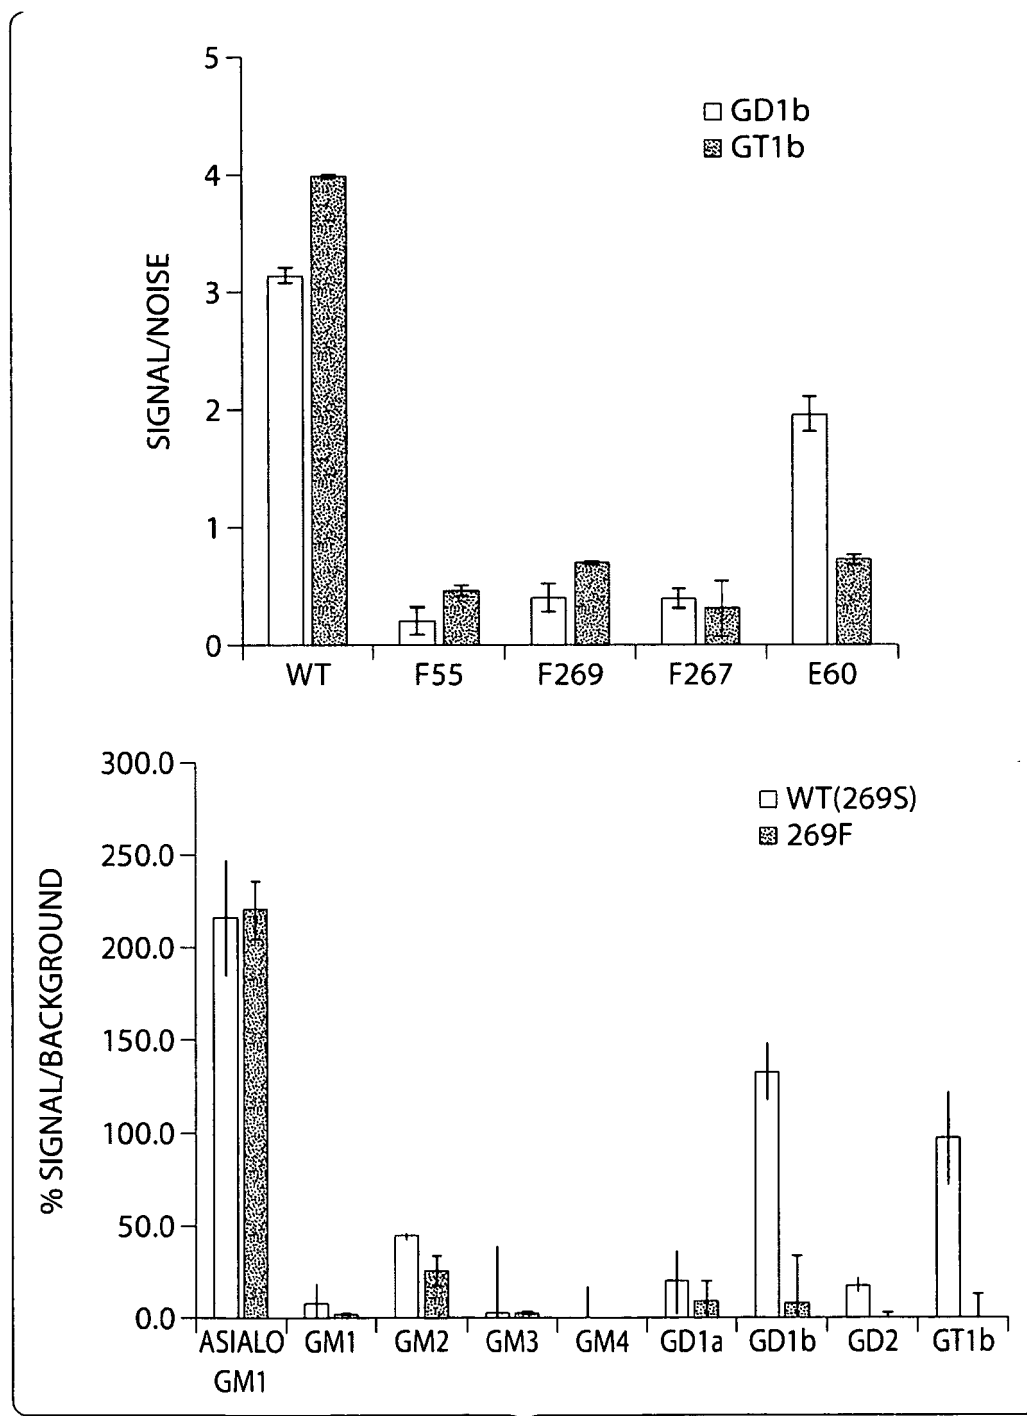 5
4
3
2
1
0
SIGNAL/NOISE
GD1b
GT1b
WT F55 F269 F267 E60
300.0
250.0
200.0
150.0
100.0
50.0
0.0
% SIGNAL/BACKGROUND
WT(269S)
269F
ASIALO GM1 GM2 GM3 GM4 GD1a GD1b GD2 GT1b
GM1